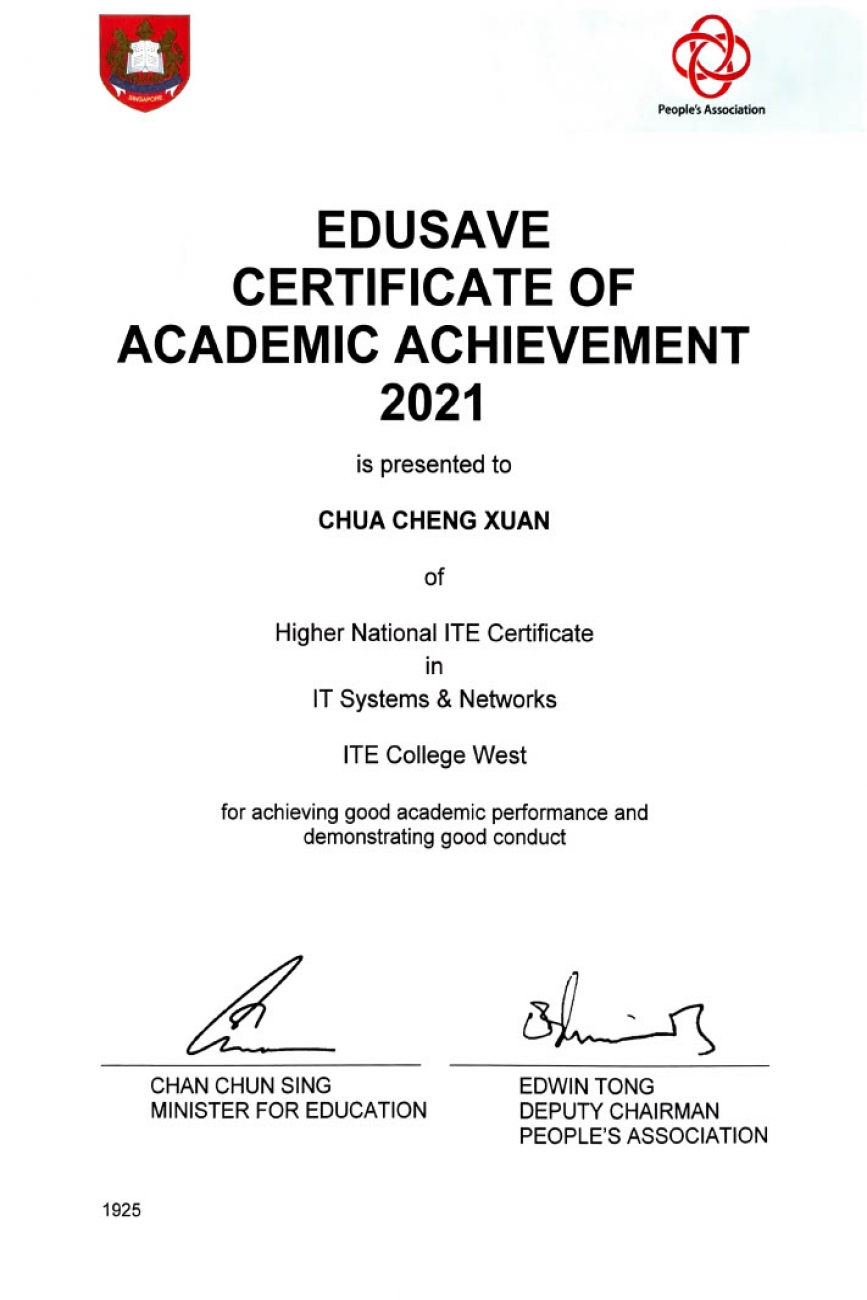 SINGAPORE
People's Association
EDUSAVE
CERTIFICATE OF
ACADEMIC ACHIEVEMENT
2021
is presented to
CHUA CHENG XUAN
of
Higher National ITE Certificate
in
IT Systems & Networks
ITE College West
for achieving good academic performance and
demonstrating good conduct
CHAN CHUN SING
MINISTER FOR EDUCATION
EDWIN TONG
DEPUTY CHAIRMAN
PEOPLE'S ASSOCIATION
1925